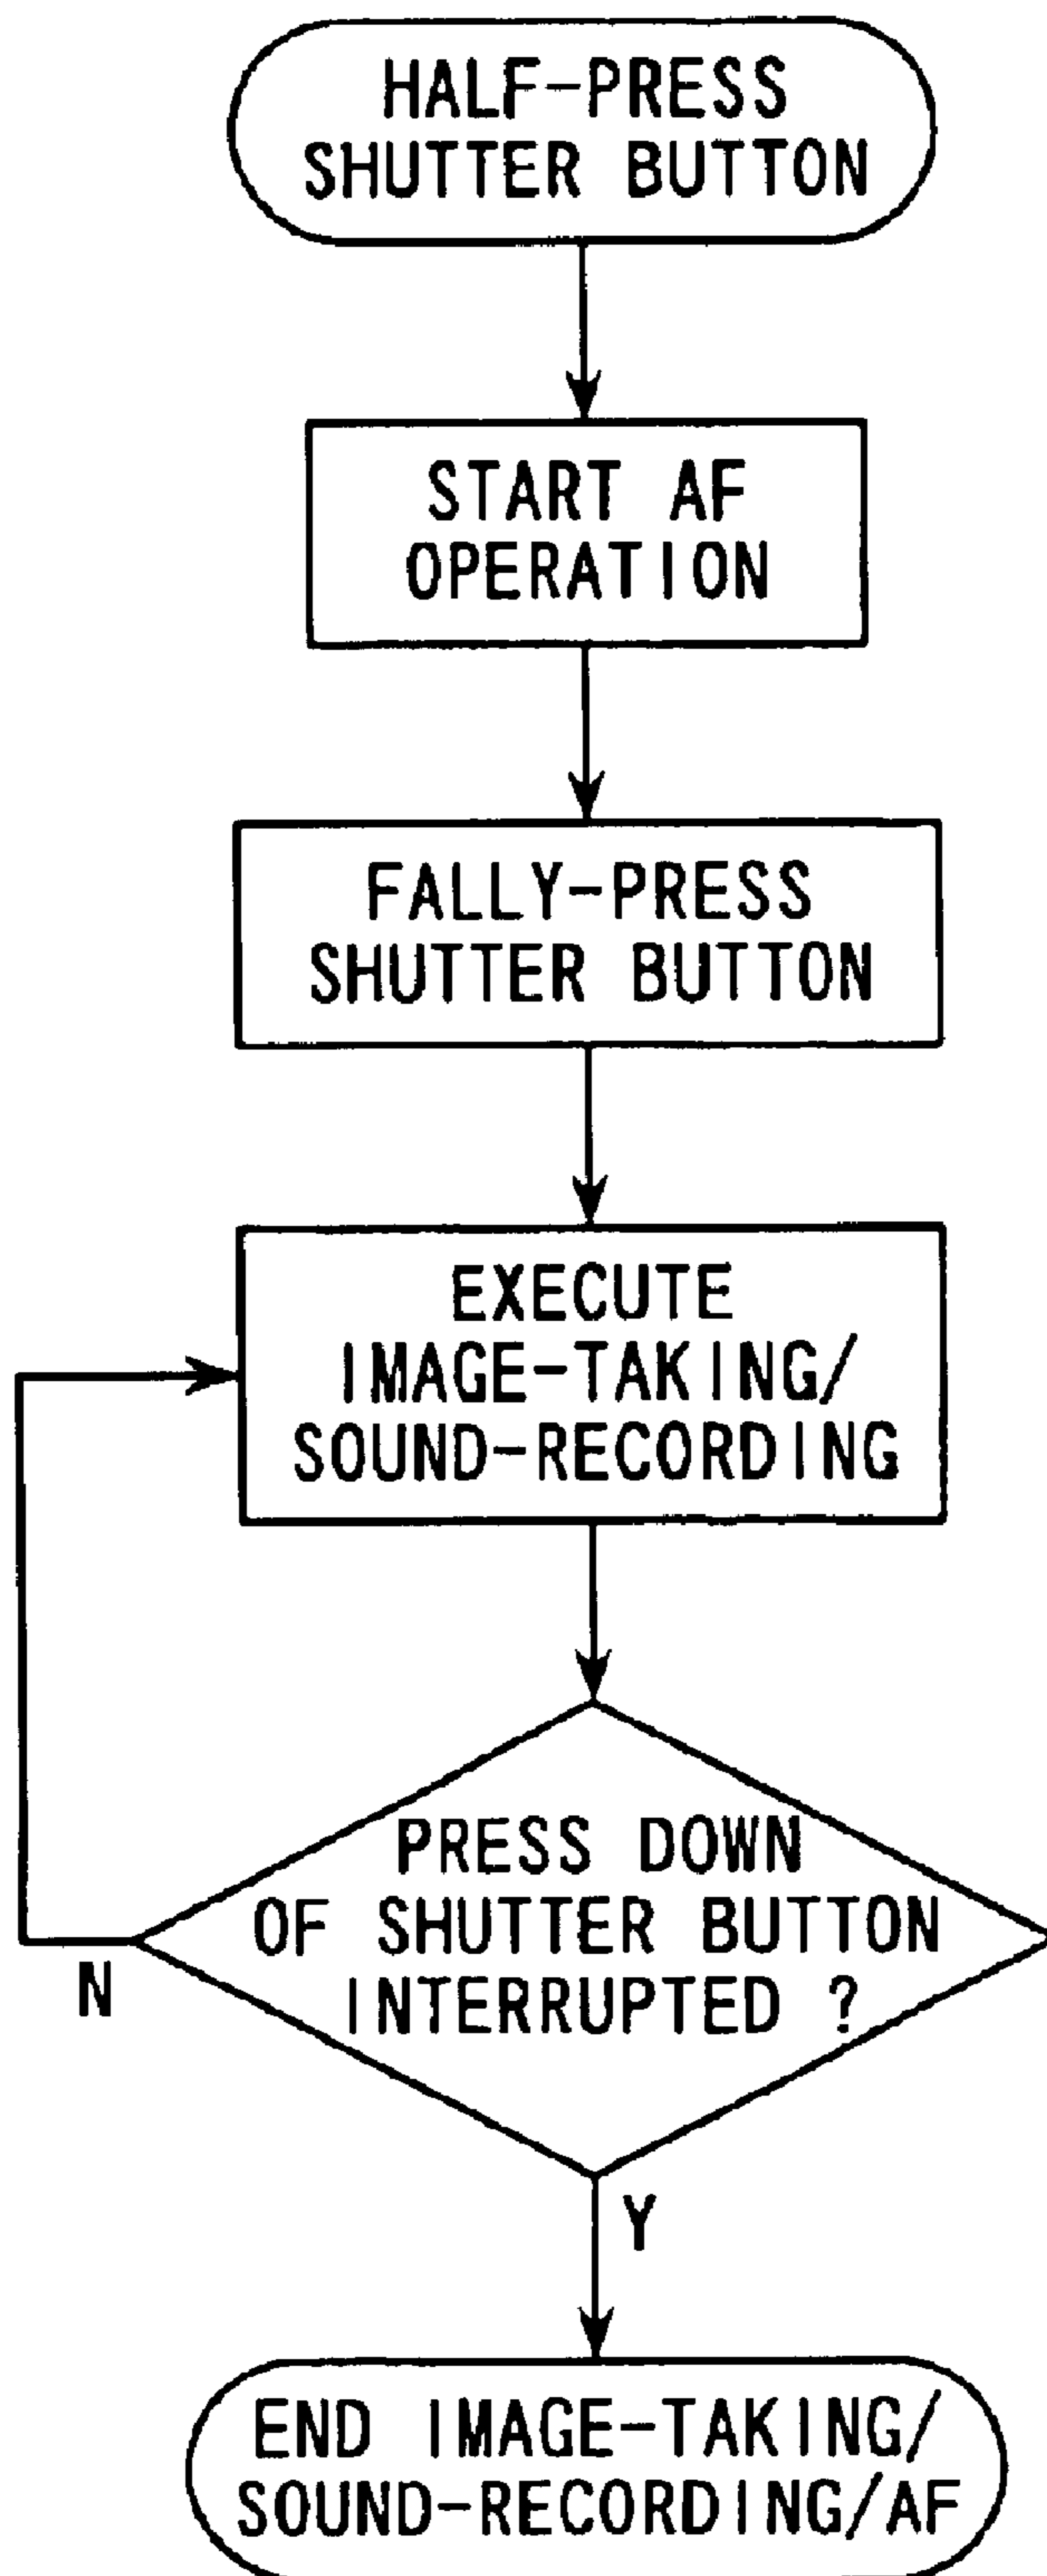 HALF-PRESS
SHUTTER BUTTON
START AF
OPERATION
FALLY-PRESS
SHUTTER BUTTON
EXECUTE
IMAGE-TAKING/
SOUND-RECORDING
PRESS DOWN
OF SHUTTER BUTTON
INTERRUPTED ?
N
Y
END IMAGE-TAKING/
SOUND-RECORDING/AF